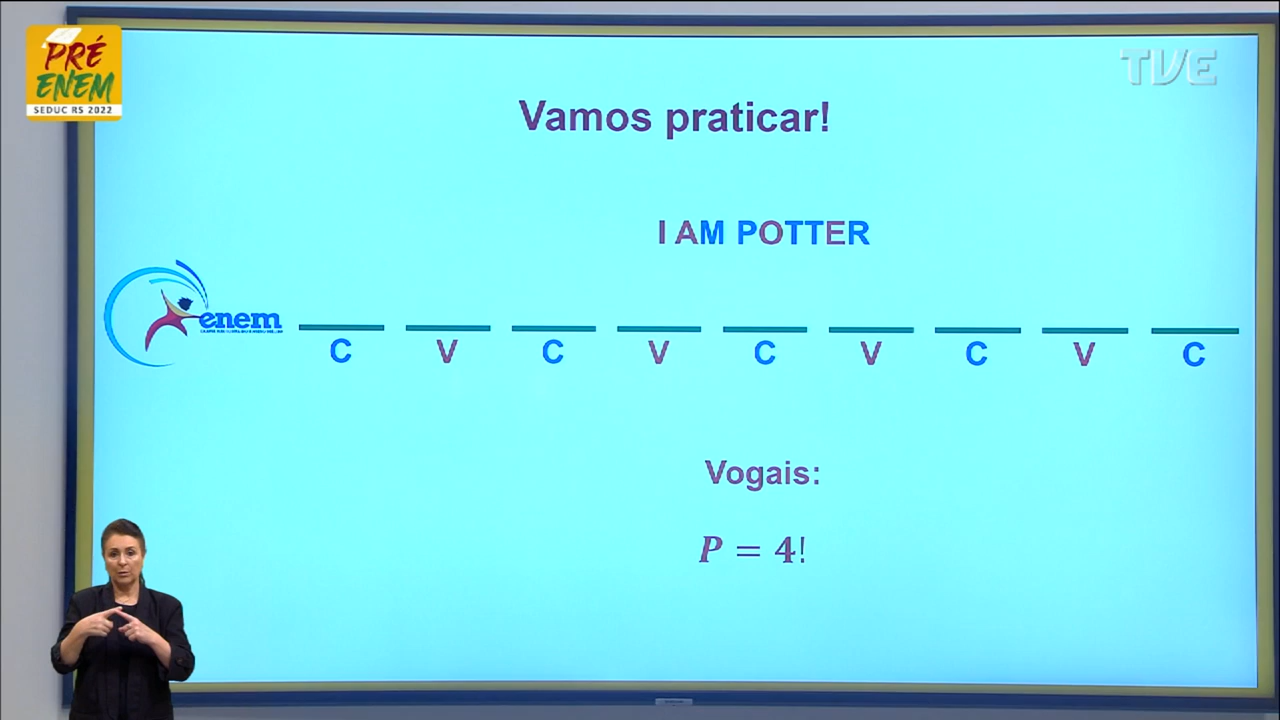 PRÉ
ENEM
SEDUC RS 2022
TVE
Vamos praticar!
I AM POTTER
enem
C V C V C V C V C
Vogais:
P = 4!